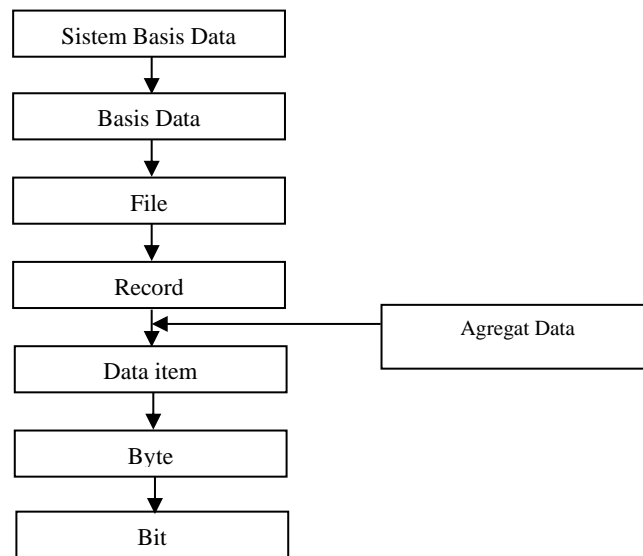 Sistem Basis Data
Basis Data
File
Record
Agregat Data
Data item
Byte
Bit